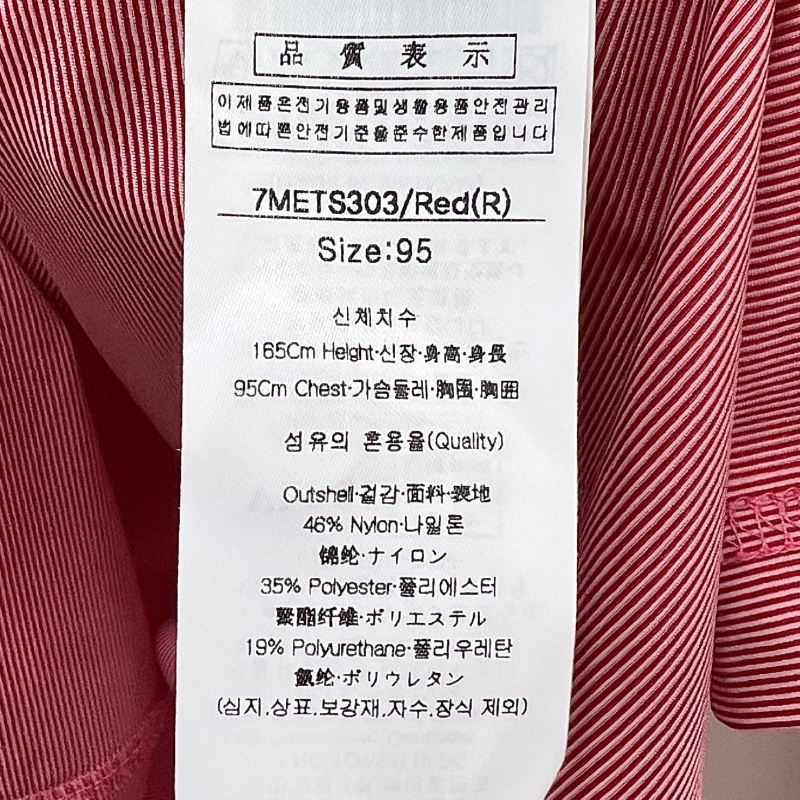 品質表示
이제품은전기용품및생활용품안전관리
법에따른안전기준을준수한제품입니다
7METS303/Red(R)
Size:95
신체치수
165Cm Height·신장·身高·身長
95Cm Chest·가슴둘레·胸围·胸囲
섬유의 혼용율(Quality)
Outshell·겉감·面料·表地
46% Nylon·나일론
锦纶·ナイロン
35% Polyester·폴리에스터
聚酯纤维·ポリエステル
19% Polyurethane·폴리우레탄
氨纶·ポリウレタン
(심지.상표.보강재.자수.장식 제외)